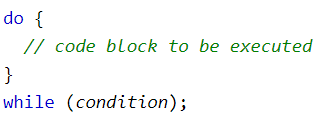 do {
  // code block to be executed
}
while (condition);